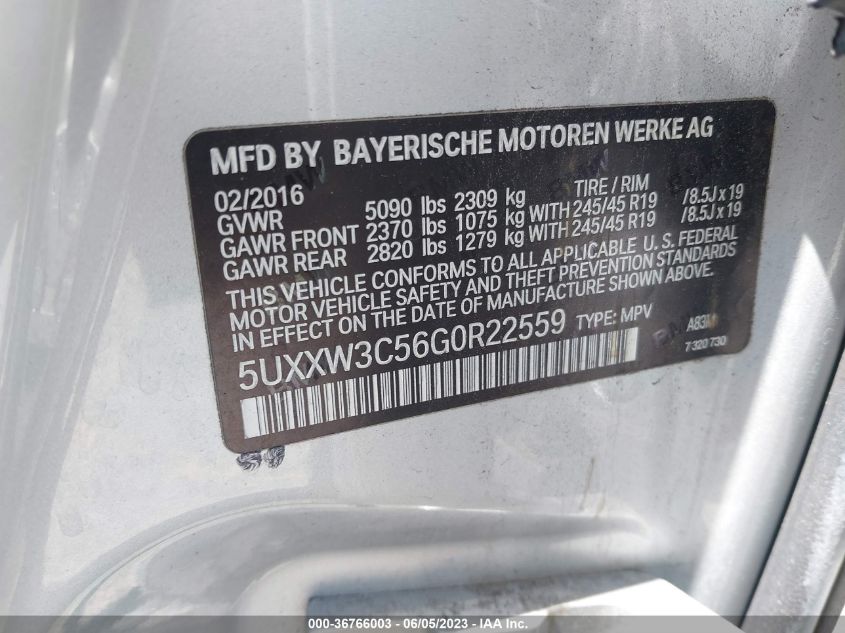 MFD BY BAYERISCHE MOTOREN WERKE AG
02/2016 TIRE / RIM
GVWR 5090 lbs 2309 kg
GAWR FRONT 2370 lbs 1075 kg WITH 245/45 R19 /8.5J x 19
GAWR REAR 2820 lbs 1279 kg WITH 245/45 R19 /8.5J x 19
THIS VEHICLE CONFORMS TO ALL APPLICABLE U.S. FEDERAL
MOTOR VEHICLE SAFETY AND THEFT PREVENTION STANDARDS
IN EFFECT ON THE DATE OF MANUFACTURE SHOWN ABOVE.
5UXXW3C56G0R22559 TYPE: MPV
7 320 730
000-36766003 - 06/05/2023 - IAA Inc.